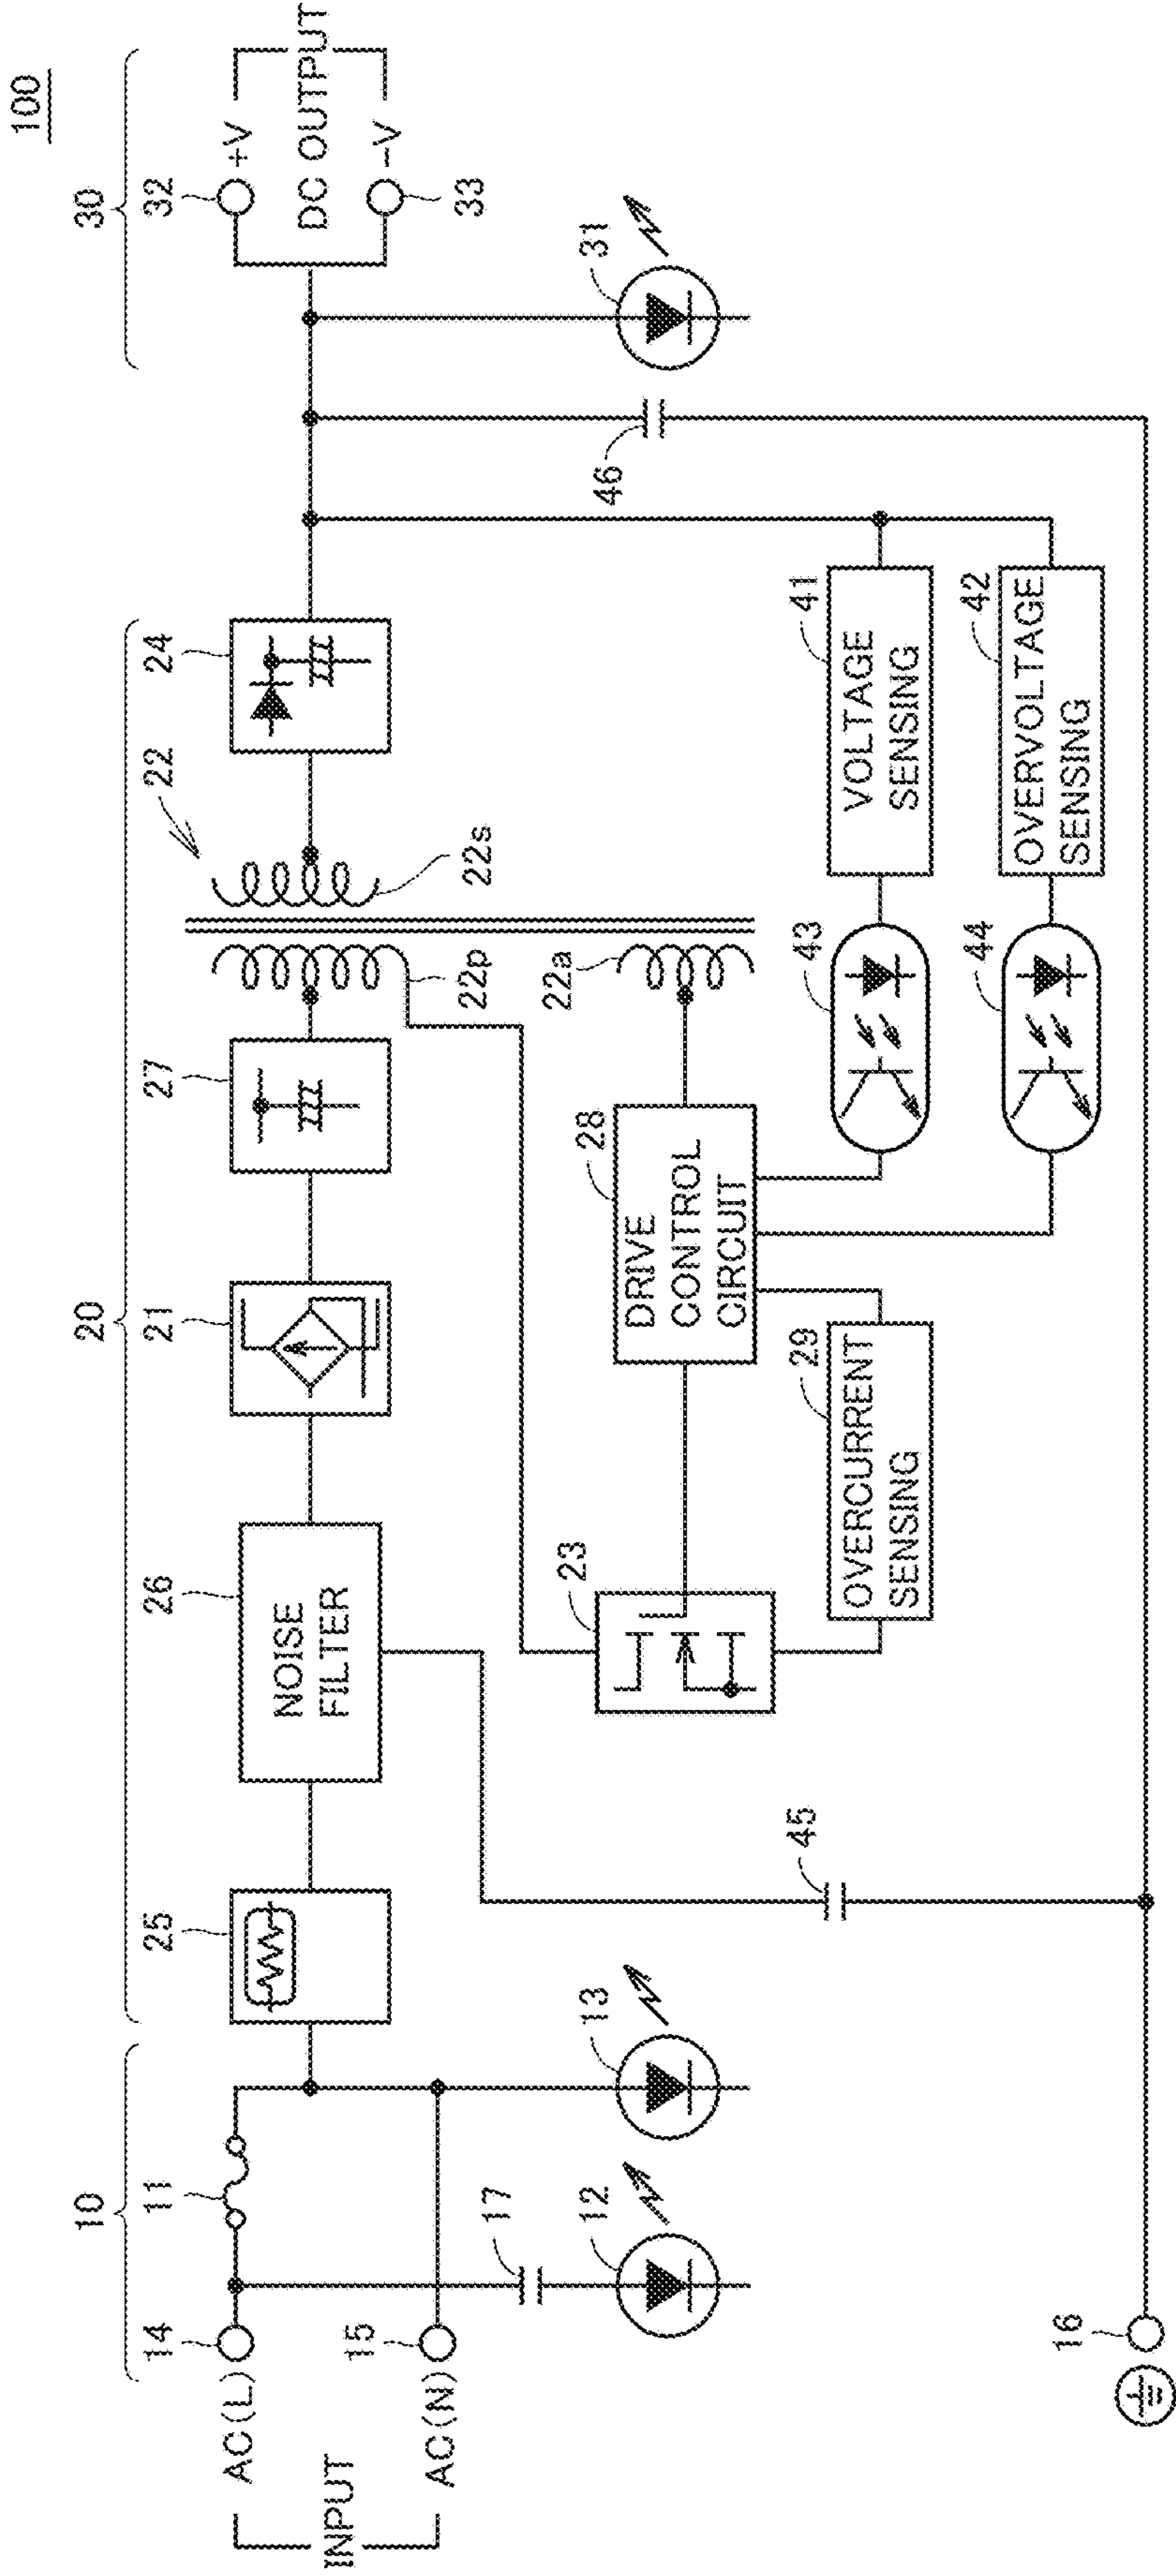 100
10
20
30
14
11
25
26
21
27
22
24
32
AC(L)
+V
INPUT
NOISE
FILTER
DC OUTPUT
15
AC(N)
22p
22s
-V
33
17
12
13
23
28
22a
46
31
DRIVE
CONTROL
CIRCUIT
45
29
43
41
OVERCURRENT
SENSING
VOLTAGE
SENSING
44
42
OVERVOLTAGE
SENSING
16